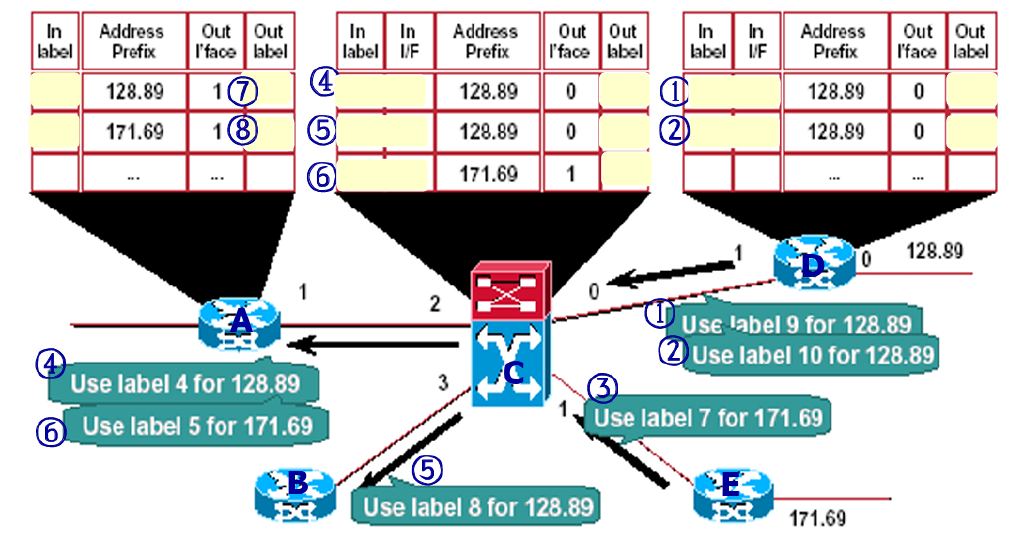 In label Address Prefix Out I'face Out label
128.89 1 ⑦
171.69 1 ⑧
... ...
In label In I/F Address Prefix Out I'face Out label
④ 128.89 0
⑤ 128.89 0
⑥ 171.69 1
In label In I/F Address Prefix Out I'face Out label
① 128.89 0
② 128.89 0
... ...
1 D 0 128.89
1 2 0
A
① Use label 9 for 128.89
② Use label 10 for 128.89
④ Use label 4 for 128.89
⑥ Use label 5 for 171.69
3 C 1
③ Use label 7 for 171.69
B
⑤ Use label 8 for 128.89
E
171.69